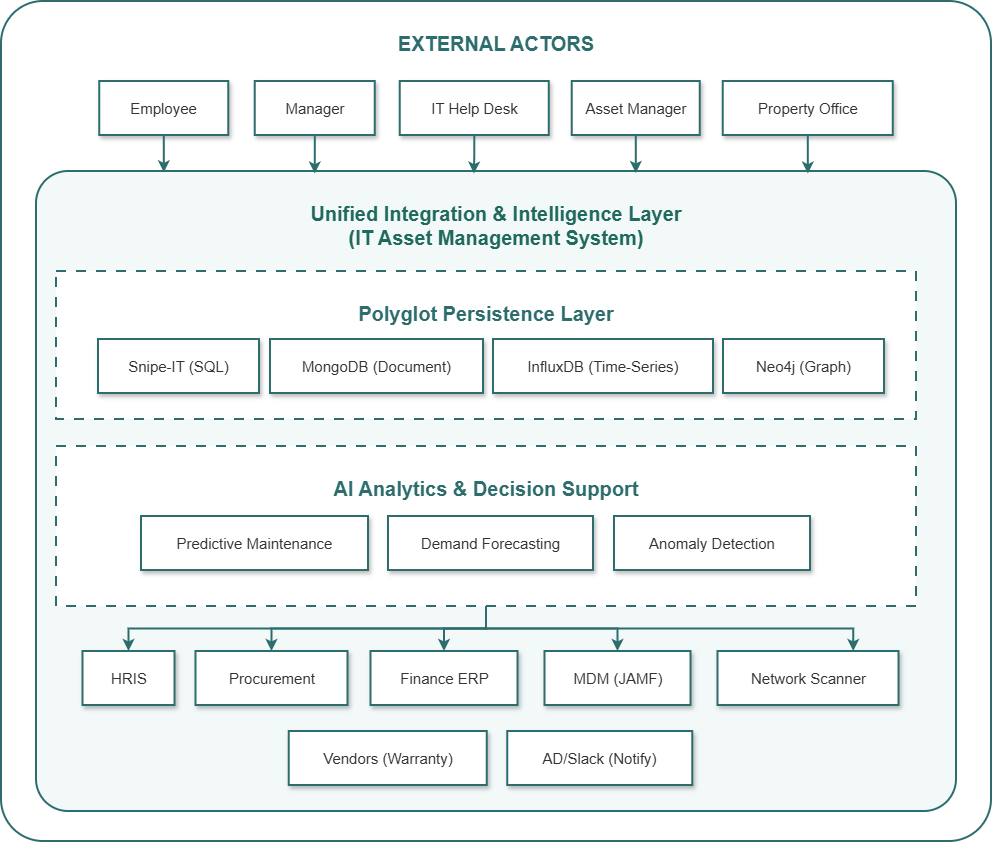 EXTERNAL ACTORS
Employee
Manager
IT Help Desk
Asset Manager
Property Office
Unified Integration & Intelligence Layer
(IT Asset Management System)
Polyglot Persistence Layer
Snipe-IT (SQL)
MongoDB (Document)
InfluxDB (Time-Series)
Neo4j (Graph)
AI Analytics & Decision Support
Predictive Maintenance
Demand Forecasting
Anomaly Detection
HRIS
Procurement
Finance ERP
MDM (JAMF)
Network Scanner
Vendors (Warranty)
AD/Slack (Notify)